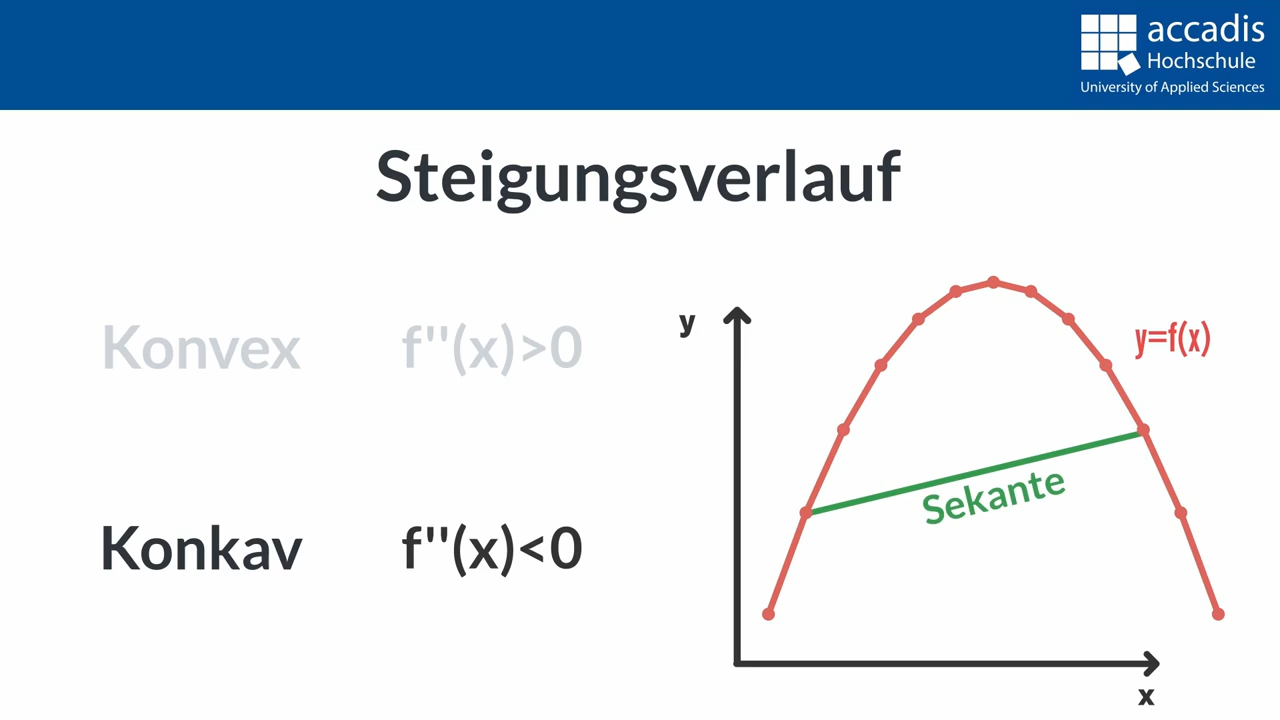 accadis
Hochschule
University of Applied Sciences
Steigungsverlauf
Konvex f''(x)>0
Konkav f''(x)<0
y
y=f(x)
Sekante
x